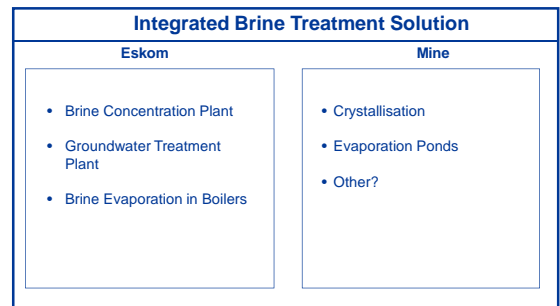 Integrated Brine Treatment Solution
Eskom
• Brine Concentration Plant
• Groundwater Treatment
Plant
• Brine Evaporation in Boilers
Mine
• Crystallisation
• Evaporation Ponds
• Other?